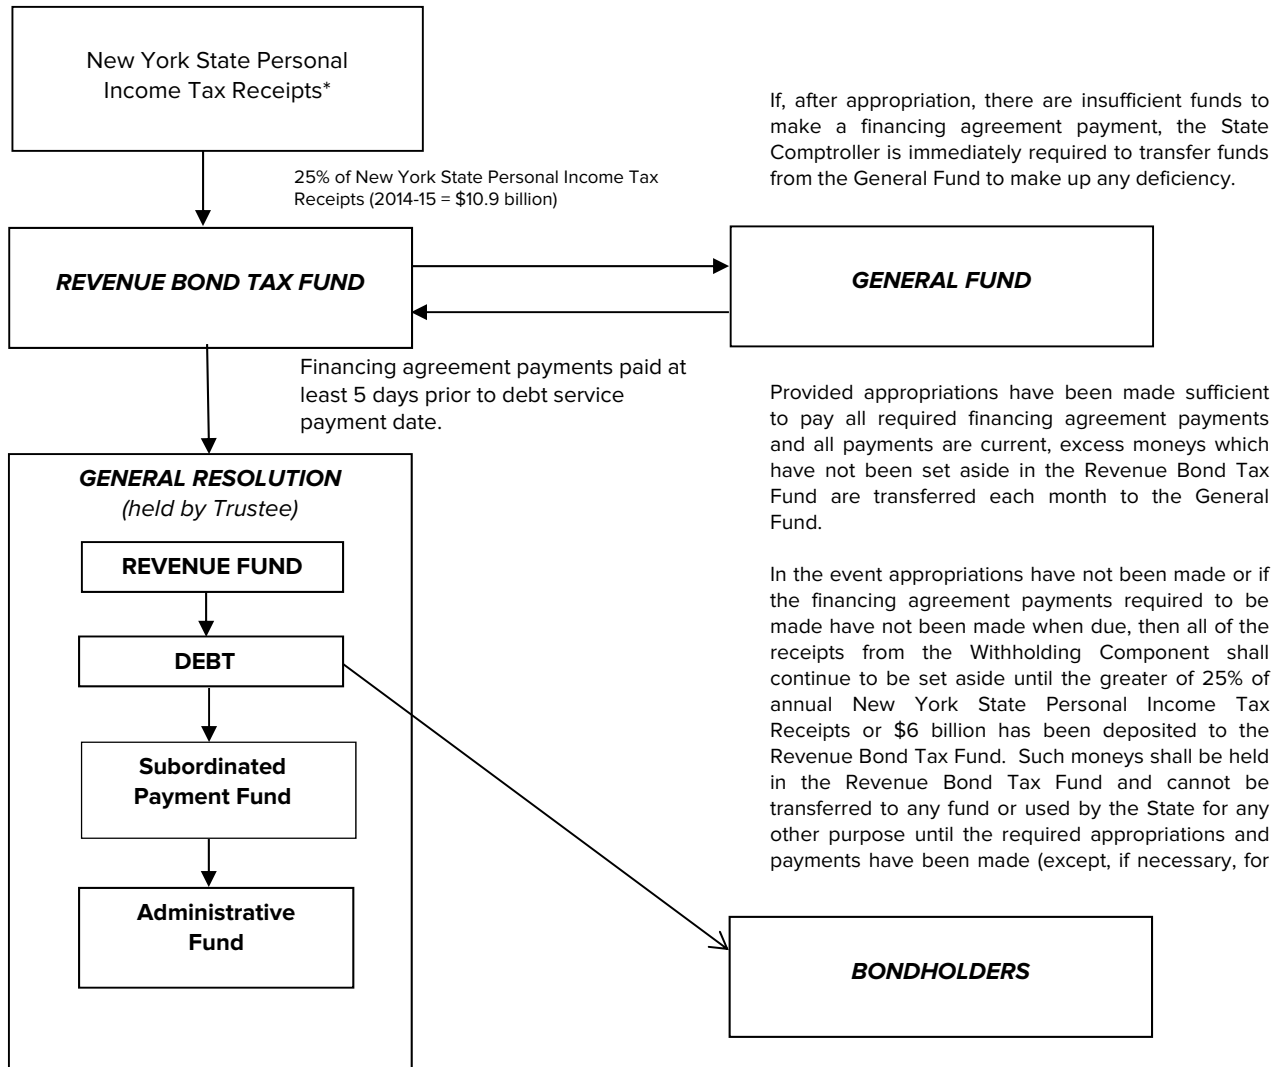 New York State Personal
Income Tax Receipts*
If, after appropriation, there are insufficient funds to
make a financing agreement payment, the State
Comptroller is immediately required to transfer funds
from the General Fund to make up any deficiency.
25% of New York State Personal Income Tax
Receipts (2014-15 = $10.9 billion)
REVENUE BOND TAX FUND
GENERAL FUND
Financing agreement payments paid at
least 5 days prior to debt service
payment date.
Provided appropriations have been made sufficient
to pay all required financing agreement payments
and all payments are current, excess moneys which
have not been set aside in the Revenue Bond Tax
Fund are transferred each month to the General
Fund.
GENERAL RESOLUTION
(held by Trustee)
REVENUE FUND
DEBT
Subordinated
Payment Fund
Administrative
Fund
In the event appropriations have not been made or if
the financing agreement payments required to be
made have not been made when due, then all of the
receipts from the Withholding Component shall
continue to be set aside until the greater of 25% of
annual New York State Personal Income Tax
Receipts or $6 billion has been deposited to the
Revenue Bond Tax Fund. Such moneys shall be held
in the Revenue Bond Tax Fund and cannot be
transferred to any fund or used by the State for any
other purpose until the required appropriations and
payments have been made (except, if necessary, for
BONDHOLDERS